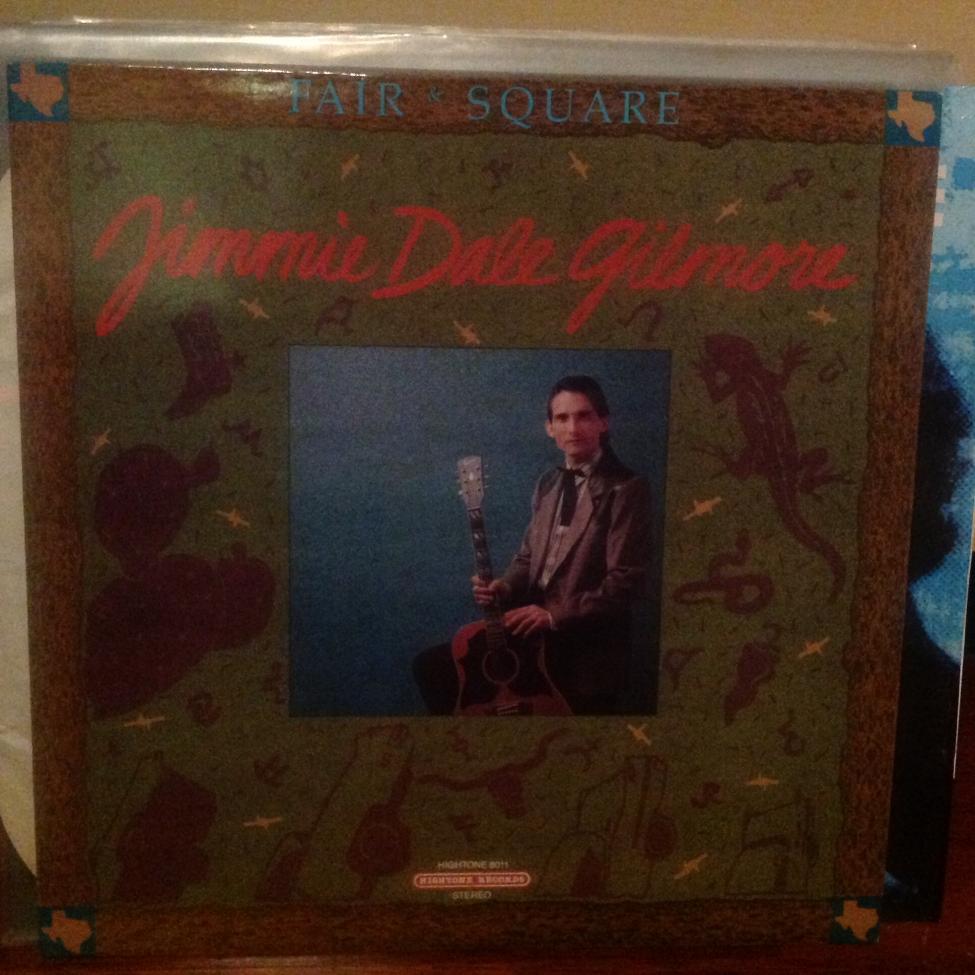 FAIR & SQUARE
Jimmie Dale Gilmore
HIGHTONE 8011
HIGHTONE RECORDS
STEREO